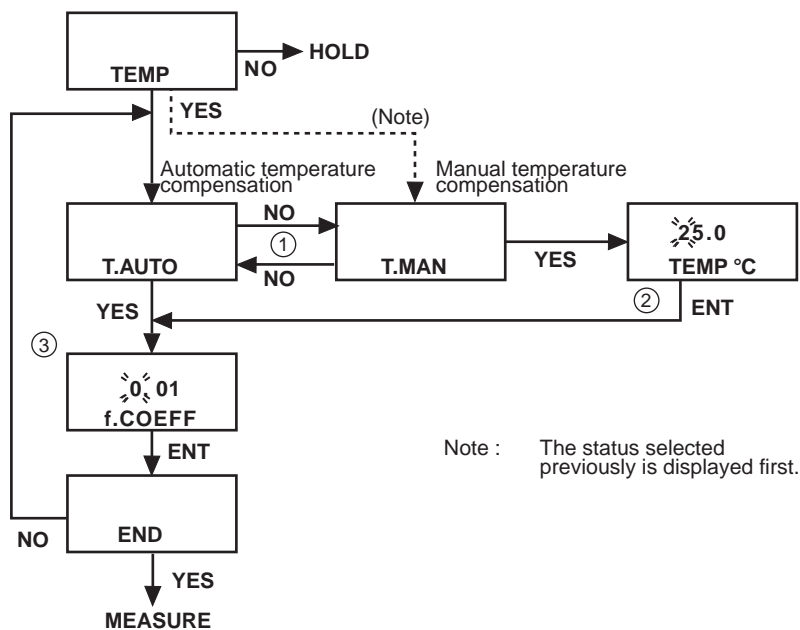 TEMP
NO
HOLD
YES
(Note)
Automatic temperature
compensation
Manual temperature
compensation
T.AUTO
NO
①
NO
T.MAN
YES
25.0
TEMP °C
YES
②
ENT
③
0.01
f.COEFF
ENT
Note : The status selected
previously is displayed first.
END
NO
YES
MEASURE